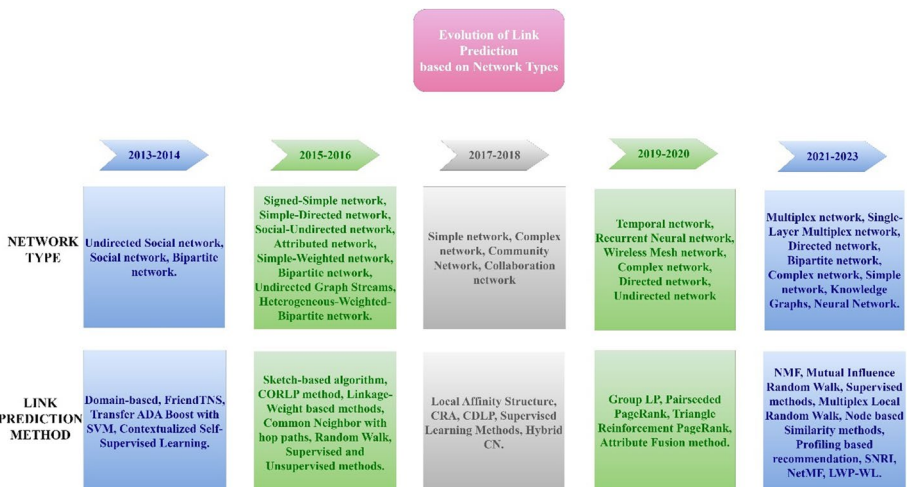 Evolution of Link
Prediction
based on Network Types
2013-2014
2015-2016
2017-2018
2019-2020
2021-2023
NETWORK
TYPE
Undirected Social network,
Social network, Bipartite
network.
Signed-Simple network,
Simple-Directed network,
Social-Undirected network,
Attributed network,
Simple-Weighted network,
Bipartite network,
Undirected Graph Streams,
Heterogeneous-Weighted-
Bipartite network.
Simple network, Complex
network, Community
Network, Collaboration
network
Temporal network,
Recurrent Neural network,
Wireless Mesh network,
Complex network,
Directed network,
Undirected network
Multiplex network, Single-
Layer Multiplex network,
Directed network,
Bipartite network,
Complex network, Simple
network, Knowledge
Graphs, Neural Network.
LINK
PREDICTION
METHOD
Domain-based, FriendTNS,
Transfer ADA Boost with
SVM, Contextualized Self-
Supervised Learning.
Sketch-based algorithm,
CORLP method, Linkage-
Weight based methods,
Common Neighbor with
hop paths, Random Walk,
Supervised and
Unsupervised methods.
Local Affinity Structure,
CRA, CDLP, Supervised
Learning Methods, Hybrid
CN.
Group LP, Pairseeded
PageRank, Triangle
Reinforcement PageRank,
Attribute Fusion method.
NMF, Mutual Influence
Random Walk, Supervised
methods, Multiplex Local
Random Walk, Node based
Similarity methods,
Profiling based
recommendation, SNRI,
NetMF, LWP-WL.